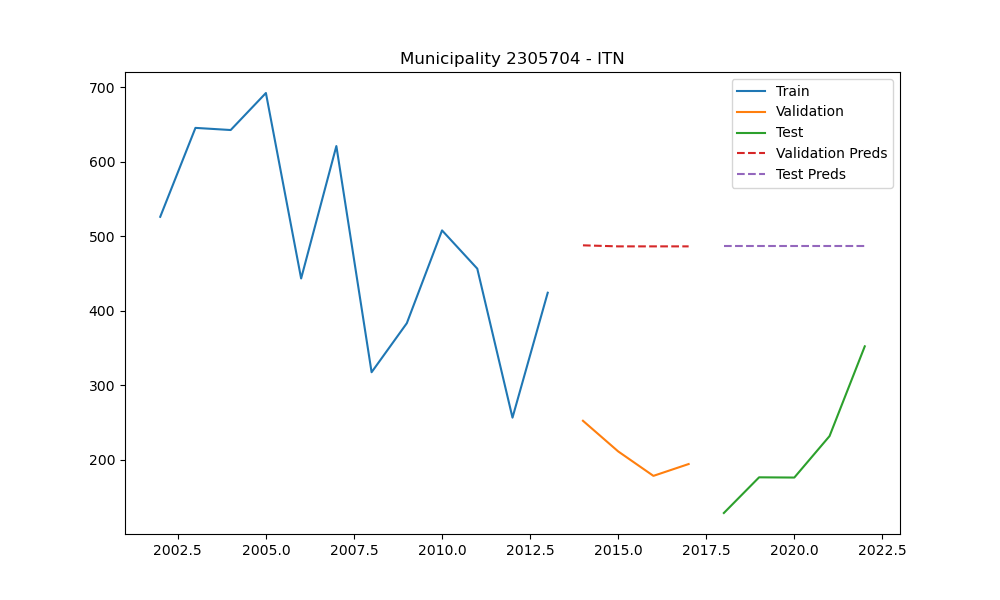 Municipality 2305704 - ITN
700
600
500
400
300
200
2002.5 2005.0 2007.5 2010.0 2012.5 2015.0 2017.5 2020.0 2022.5
Train
Validation
Test
Validation Preds
Test Preds